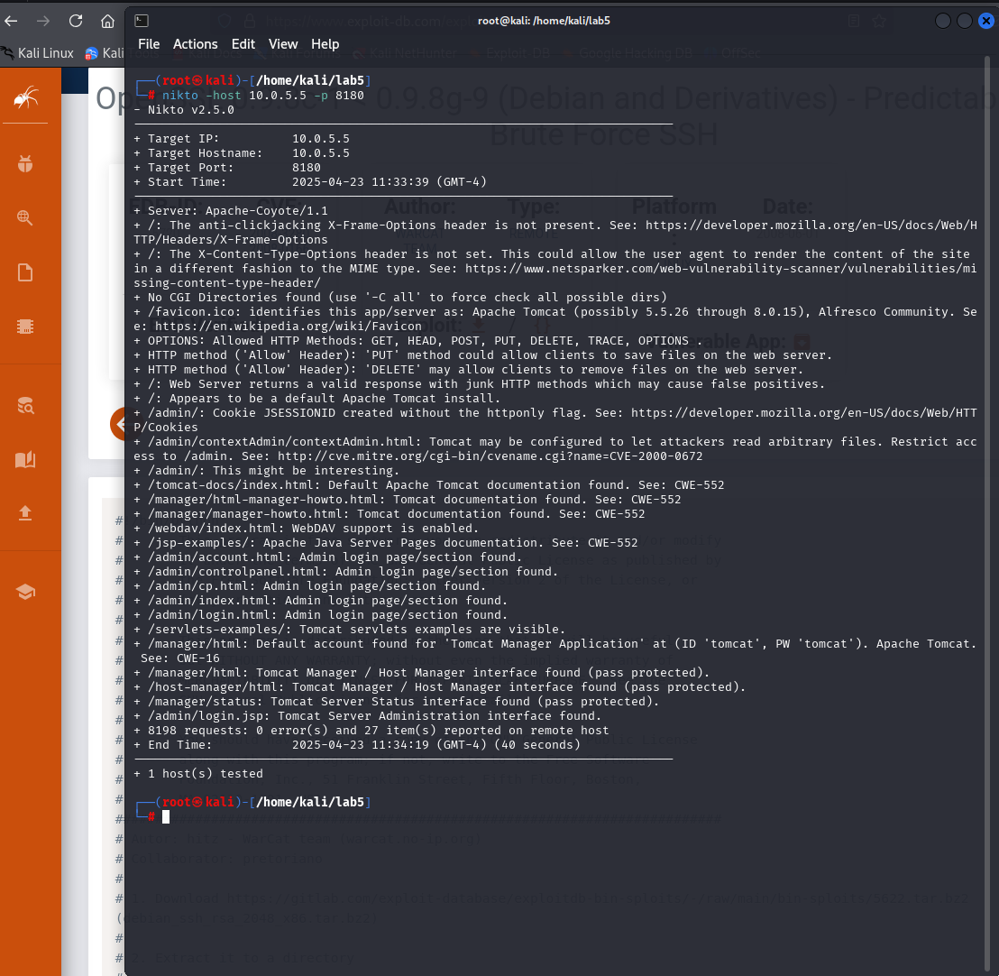 root@kali: /home/kali/lab5
File Actions Edit View Help
Kali Linux
┌──(root㉿kali)-[/home/kali/lab5]
└─# nikto -host 10.0.5.5 -p 8180
- Nikto v2.5.0
+ Target IP: 10.0.5.5
+ Target Hostname: 10.0.5.5
+ Target Port: 8180
+ Start Time: 2025-04-23 11:33:39 (GMT-4)
+ Server: Apache-Coyote/1.1
+ /: The anti-clickjacking X-Frame-Options header is not present. See: https://developer.mozilla.org/en-US/docs/Web/H
TTP/Headers/X-Frame-Options
+ /: The X-Content-Type-Options header is not set. This could allow the user agent to render the content of the site
in a different fashion to the MIME type. See: https://www.netsparker.com/web-vulnerability-scanner/vulnerabilities/mi
ssing-content-type-header/
+ No CGI Directories found (use '-C all' to force check all possible dirs)
+ /favicon.ico: identifies this app/server as: Apache Tomcat (possibly 5.5.26 through 8.0.15), Alfresco Community. Se
e: https://en.wikipedia.org/wiki/Favicon
+ OPTIONS: Allowed HTTP Methods: GET, HEAD, POST, PUT, DELETE, TRACE, OPTIONS .
+ HTTP method ('Allow' Header): 'PUT' method could allow clients to save files on the web server.
+ HTTP method ('Allow' Header): 'DELETE' may allow clients to remove files on the web server.
+ /: Web Server returns a valid response with junk HTTP methods which may cause false positives.
+ /: Appears to be a default Apache Tomcat install.
+ /admin/: Cookie JSESSIONID created without the httponly flag. See: https://developer.mozilla.org/en-US/docs/Web/HTT
P/Cookies
+ /admin/contextAdmin/contextAdmin.html: Tomcat may be configured to let attackers read arbitrary files. Restrict acc
ess to /admin. See: http://cve.mitre.org/cgi-bin/cvename.cgi?name=CVE-2000-0672
+ /admin/: This might be interesting.
+ /tomcat-docs/index.html: Default Apache Tomcat documentation found. See: CWE-552
+ /manager/html-manager-howto.html: Tomcat documentation found. See: CWE-552
+ /manager/manager-howto.html: Tomcat documentation found. See: CWE-552
+ /webdav/index.html: WebDAV support is enabled.
+ /jsp-examples/: Apache Java Server Pages documentation. See: CWE-552
+ /admin/account.html: Admin login page/section found.
+ /admin/controlpanel.html: Admin login page/section found.
+ /admin/cp.html: Admin login page/section found.
+ /admin/index.html: Admin login page/section found.
+ /admin/login.html: Admin login page/section found.
+ /servlets-examples/: Tomcat servlets examples are visible.
+ /manager/html: Default account found for 'Tomcat Manager Application' at (ID 'tomcat', PW 'tomcat'). Apache Tomcat.
See: CWE-16
+ /manager/html: Tomcat Manager / Host Manager interface found (pass protected).
+ /host-manager/html: Tomcat Manager / Host Manager interface found (pass protected).
+ /manager/status: Tomcat Server Status interface found (pass protected).
+ /admin/login.jsp: Tomcat Server Administration interface found.
+ 8198 requests: 0 error(s) and 27 item(s) reported on remote host
+ End Time: 2025-04-23 11:34:19 (GMT-4) (40 seconds)
+ 1 host(s) tested
┌──(root㉿kali)-[/home/kali/lab5]
└─#